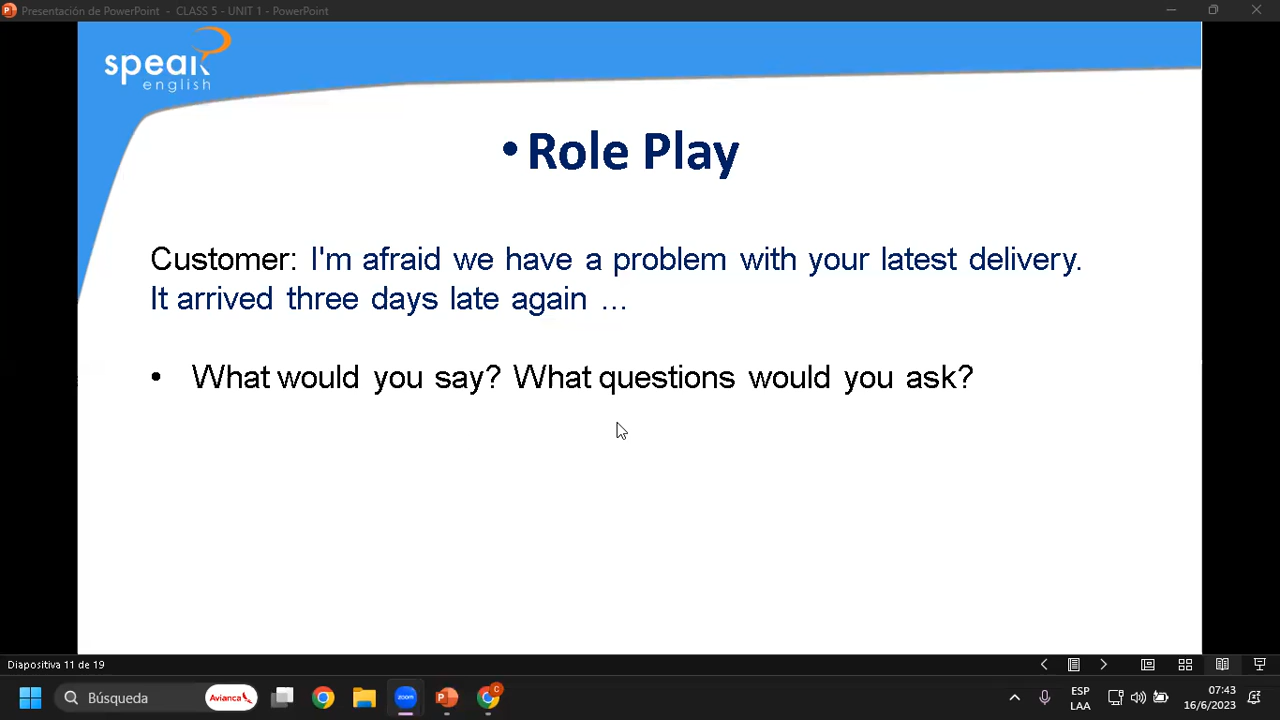 Presentación de PowerPoint - CLASS 5 - UNIT 1 - PowerPoint
speak
english
•Role Play
Customer: I'm afraid we have a problem with your latest delivery.
It arrived three days late again ...
• What would you say? What questions would you ask?
Diapositiva 11 de 19
Búsqueda
Avianca
zoom
C
ESP
LAA
07:43
16/6/2023